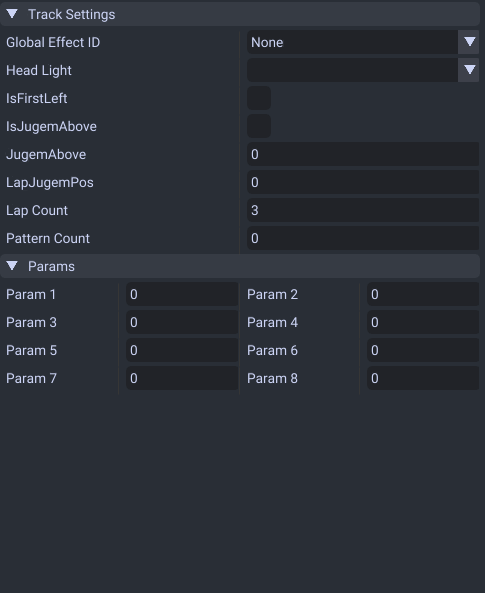 Track Settings
Global Effect ID None
Head Light
IsFirstLeft
IsJugemAbove
JugemAbove 0
LapJugemPos 0
Lap Count 3
Pattern Count 0
Params
Param 1 0 Param 2 0
Param 3 0 Param 4 0
Param 5 0 Param 6 0
Param 7 0 Param 8 0